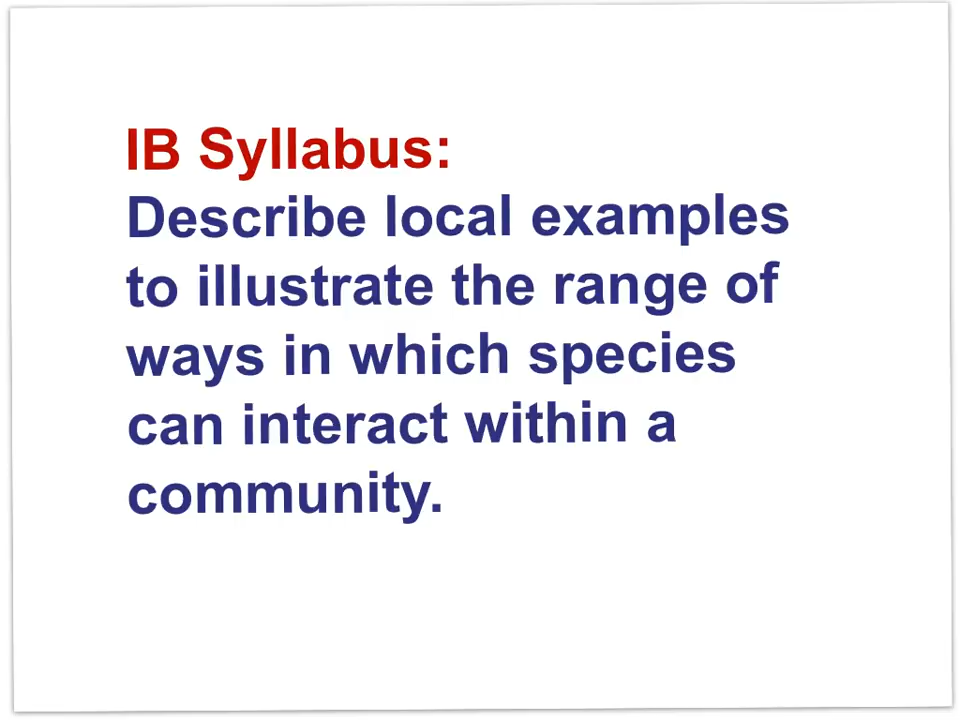 IB Syllabus:
Describe local examples
to illustrate the range of
ways in which species
can interact within a
community.